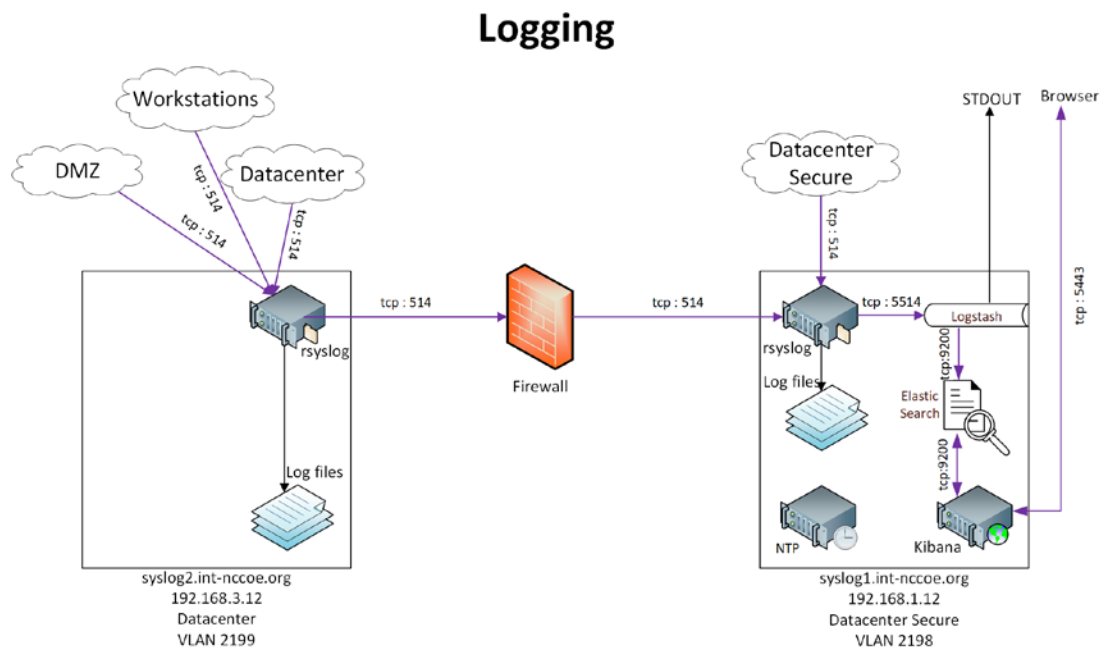 Logging
Workstations
DMZ
Datacenter
tcp : 514
tcp : 514
tcp : 514
rsyslog
Log files
syslog2.int-nccoe.org
192.168.3.12
Datacenter
VLAN 2199
tcp : 514
Firewall
tcp : 514
Datacenter
Secure
tcp : 514
STDOUT
Browser
tcp : 5443
rsyslog
tcp : 5514
Logstash
Log files
tcp:9200
Elastic
Search
tcp:9200
NTP
Kibana
syslog1.int-nccoe.org
192.168.1.12
Datacenter Secure
VLAN 2198